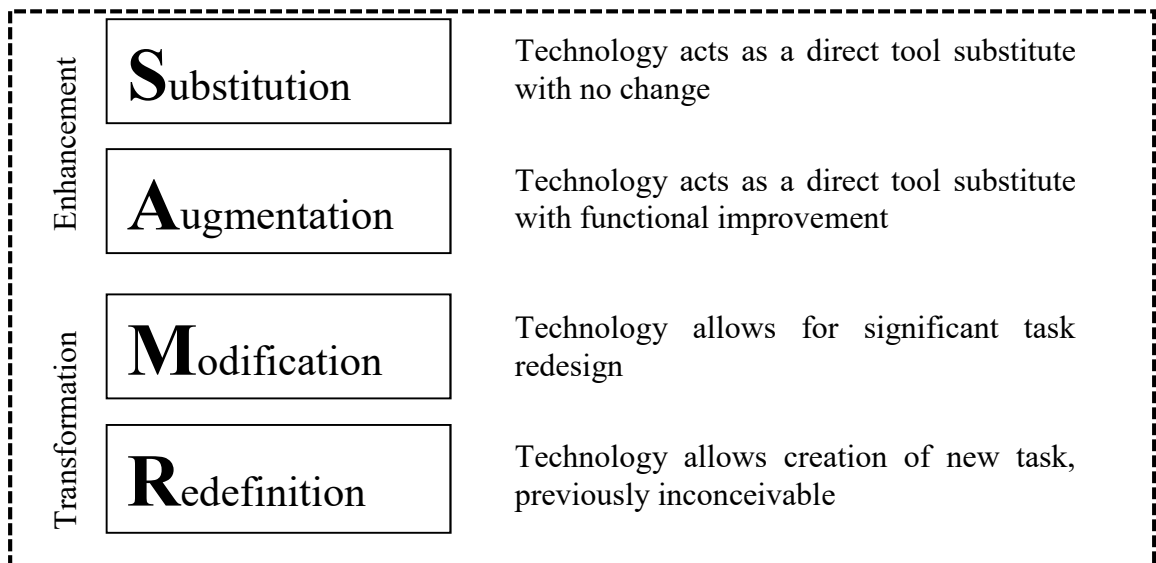 Enhancement
Substitution
Technology acts as a direct tool substitute
with no change
Augmentation
Technology acts as a direct tool substitute
with functional improvement
Transformation
Modification
Technology allows for significant task
redesign
Redefinition
Technology allows creation of new task,
previously inconceivable